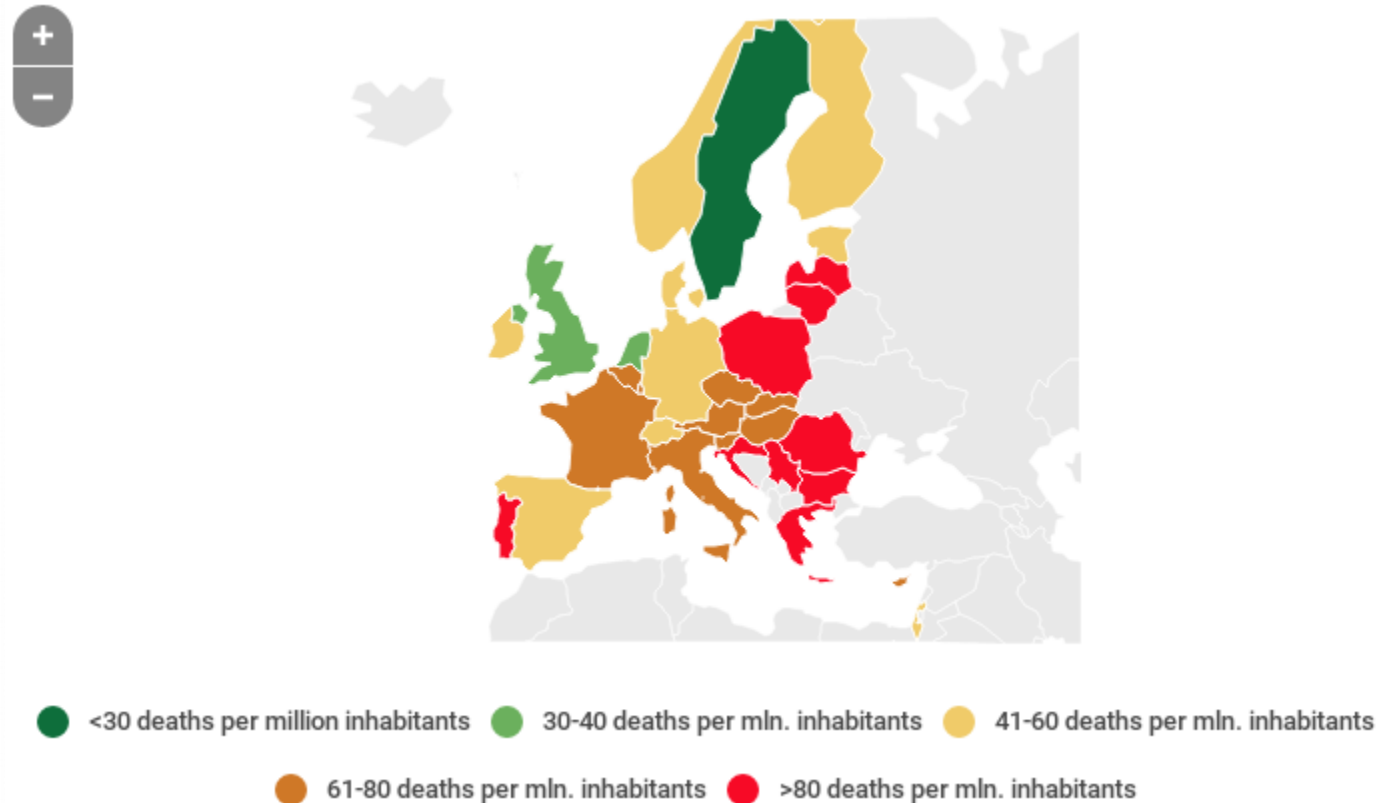 +
−
<30 deaths per million inhabitants 30-40 deaths per mln. inhabitants 41-60 deaths per mln. inhabitants
61-80 deaths per mln. inhabitants >80 deaths per mln. inhabitants